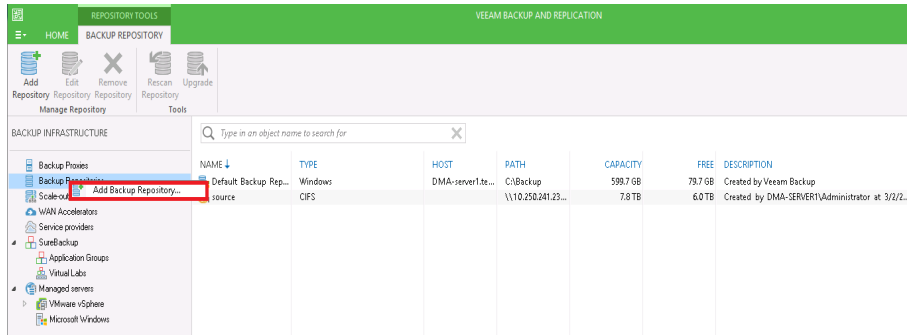 REPOSITORY TOOLS
VEEAM BACKUP AND REPLICATION
HOME BACKUP REPOSITORY
Add Repository
Edit Repository
Remove Repository
Rescan Repository
Upgrade
Manage Repository
Tools
BACKUP INFRASTRUCTURE
Type in an object name to search for
Backup Proxies
Backup Repositories
Add Backup Repository...
Scale-out
WAN Accelerators
Service providers
SureBackup
Application Groups
Virtual Labs
Managed servers
VMware vSphere
Microsoft Windows
NAME TYPE HOST PATH CAPACITY FREE DESCRIPTION
Default Backup Rep... Windows DMA-server1.te... C:\Backup 599.7 GB 79.7 GB Created by Veeam Backup
source CIFS \\10.250.241.23... 7.8 TB 6.0 TB Created by DMA-SERVER1\Administrator at 3/2/2...